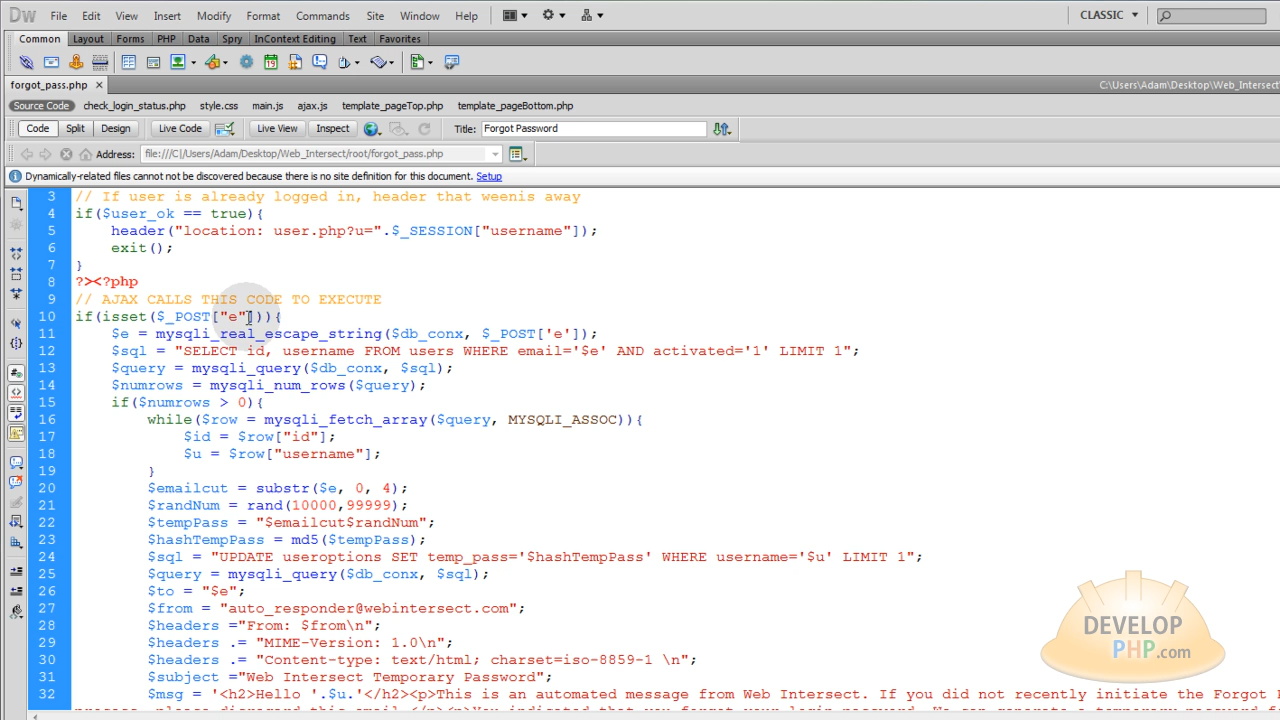 Dw File Edit View Insert Modify Format Commands Site Window Help CLASSIC
Common Layout Forms PHP Data Spry InContext Editing Text Favorites
forgot_pass.php × C:\Users\Adam\Desktop\Web_Intersect
Source Code check_login_status.php style.css main.js ajax.js template_pageTop.php template_pageBottom.php
Code Split Design Live Code Live View Inspect Title: Forgot Password
Address: file:///C|/Users/Adam/Desktop/Web_Intersect/root/forgot_pass.php
Dynamically-related files cannot be discovered because there is no site definition for this document. Setup
3 // If user is already logged in, header that weenis away
4 if($user_ok == true){
5 header("location: user.php?u=".$_SESSION["username"]);
6 exit();
7 }
8 ?><?php
9 // AJAX CALLS THIS CODE TO EXECUTE
10 if(isset($_POST["e"])){
11 $e = mysqli_real_escape_string($db_conx, $_POST['e']);
12 $sql = "SELECT id, username FROM users WHERE email='$e' AND activated='1' LIMIT 1";
13 $query = mysqli_query($db_conx, $sql);
14 $numrows = mysqli_num_rows($query);
15 if($numrows > 0){
16 while($row = mysqli_fetch_array($query, MYSQLI_ASSOC)){
17 $id = $row["id"];
18 $u = $row["username"];
19 }
20 $emailcut = substr($e, 0, 4);
21 $randNum = rand(10000,99999);
22 $tempPass = "$emailcut$randNum";
23 $hashTempPass = md5($tempPass);
24 $sql = "UPDATE useroptions SET temp_pass='$hashTempPass' WHERE username='$u' LIMIT 1";
25 $query = mysqli_query($db_conx, $sql);
26 $to = "$e";
27 $from = "auto_responder@webintersect.com";
28 $headers ="From: $from\n";
29 $headers .= "MIME-Version: 1.0\n";
30 $headers .= "Content-type: text/html; charset=iso-8859-1 \n";
31 $subject ="Web Intersect Temporary Password";
32 $msg = '<h2>Hello '.$u.'</h2><p>This is an automated message from Web Intersect. If you did not recently initiate the Forgot
DEVELOP
PHP.com